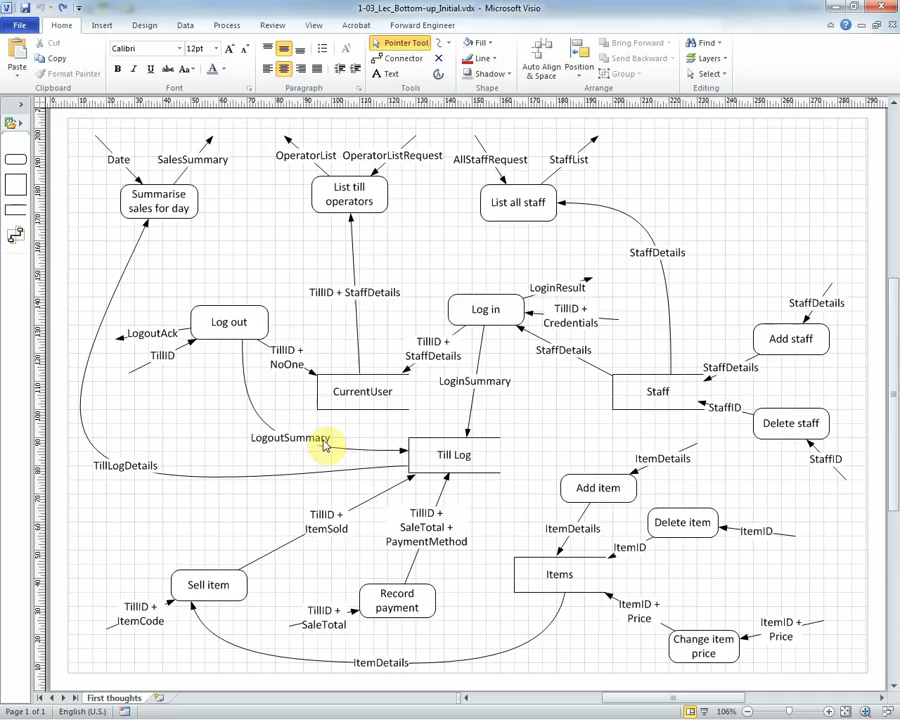 1-03_Lec_Bottom-up_Initial.vdx - Microsoft Visio
File Home Insert Design Data Process Review View Acrobat Forward Engineer
Paste
Cut
Copy
Format Painter
Clipboard
Calibri 12pt
Font
Paragraph
Pointer Tool
Connector
Text
Tools
Fill
Line
Shadow
Shape
Auto Align
& Space
Position
Bring Forward
Send Backward
Group
Arrange
Find
Layers
Select
Editing
Date
SalesSummary
OperatorList
OperatorListRequest
AllStaffRequest
StaffList
Summarise
sales for day
List till
operators
List all staff
StaffDetails
TillID + StaffDetails
LoginResult
TillID +
Credentials
StaffDetails
Log out
Log in
LogoutAck
TillID
TillID +
NoOne
TillID +
StaffDetails
StaffDetails
Add staff
StaffDetails
LoginSummary
CurrentUser
Staff
StaffID
Delete staff
StaffID
LogoutSummary
Till Log
TillLogDetails
ItemDetails
Add item
TillID +
ItemSold
TillID +
SaleTotal +
PaymentMethod
ItemDetails
Delete item
ItemID
ItemID
Items
Sell item
Record
payment
TillID +
ItemCode
TillID +
SaleTotal
ItemID +
Price
ItemID +
Price
Change item
price
ItemDetails
First thoughts
Page 1 of 1 English (U.S.) 106%